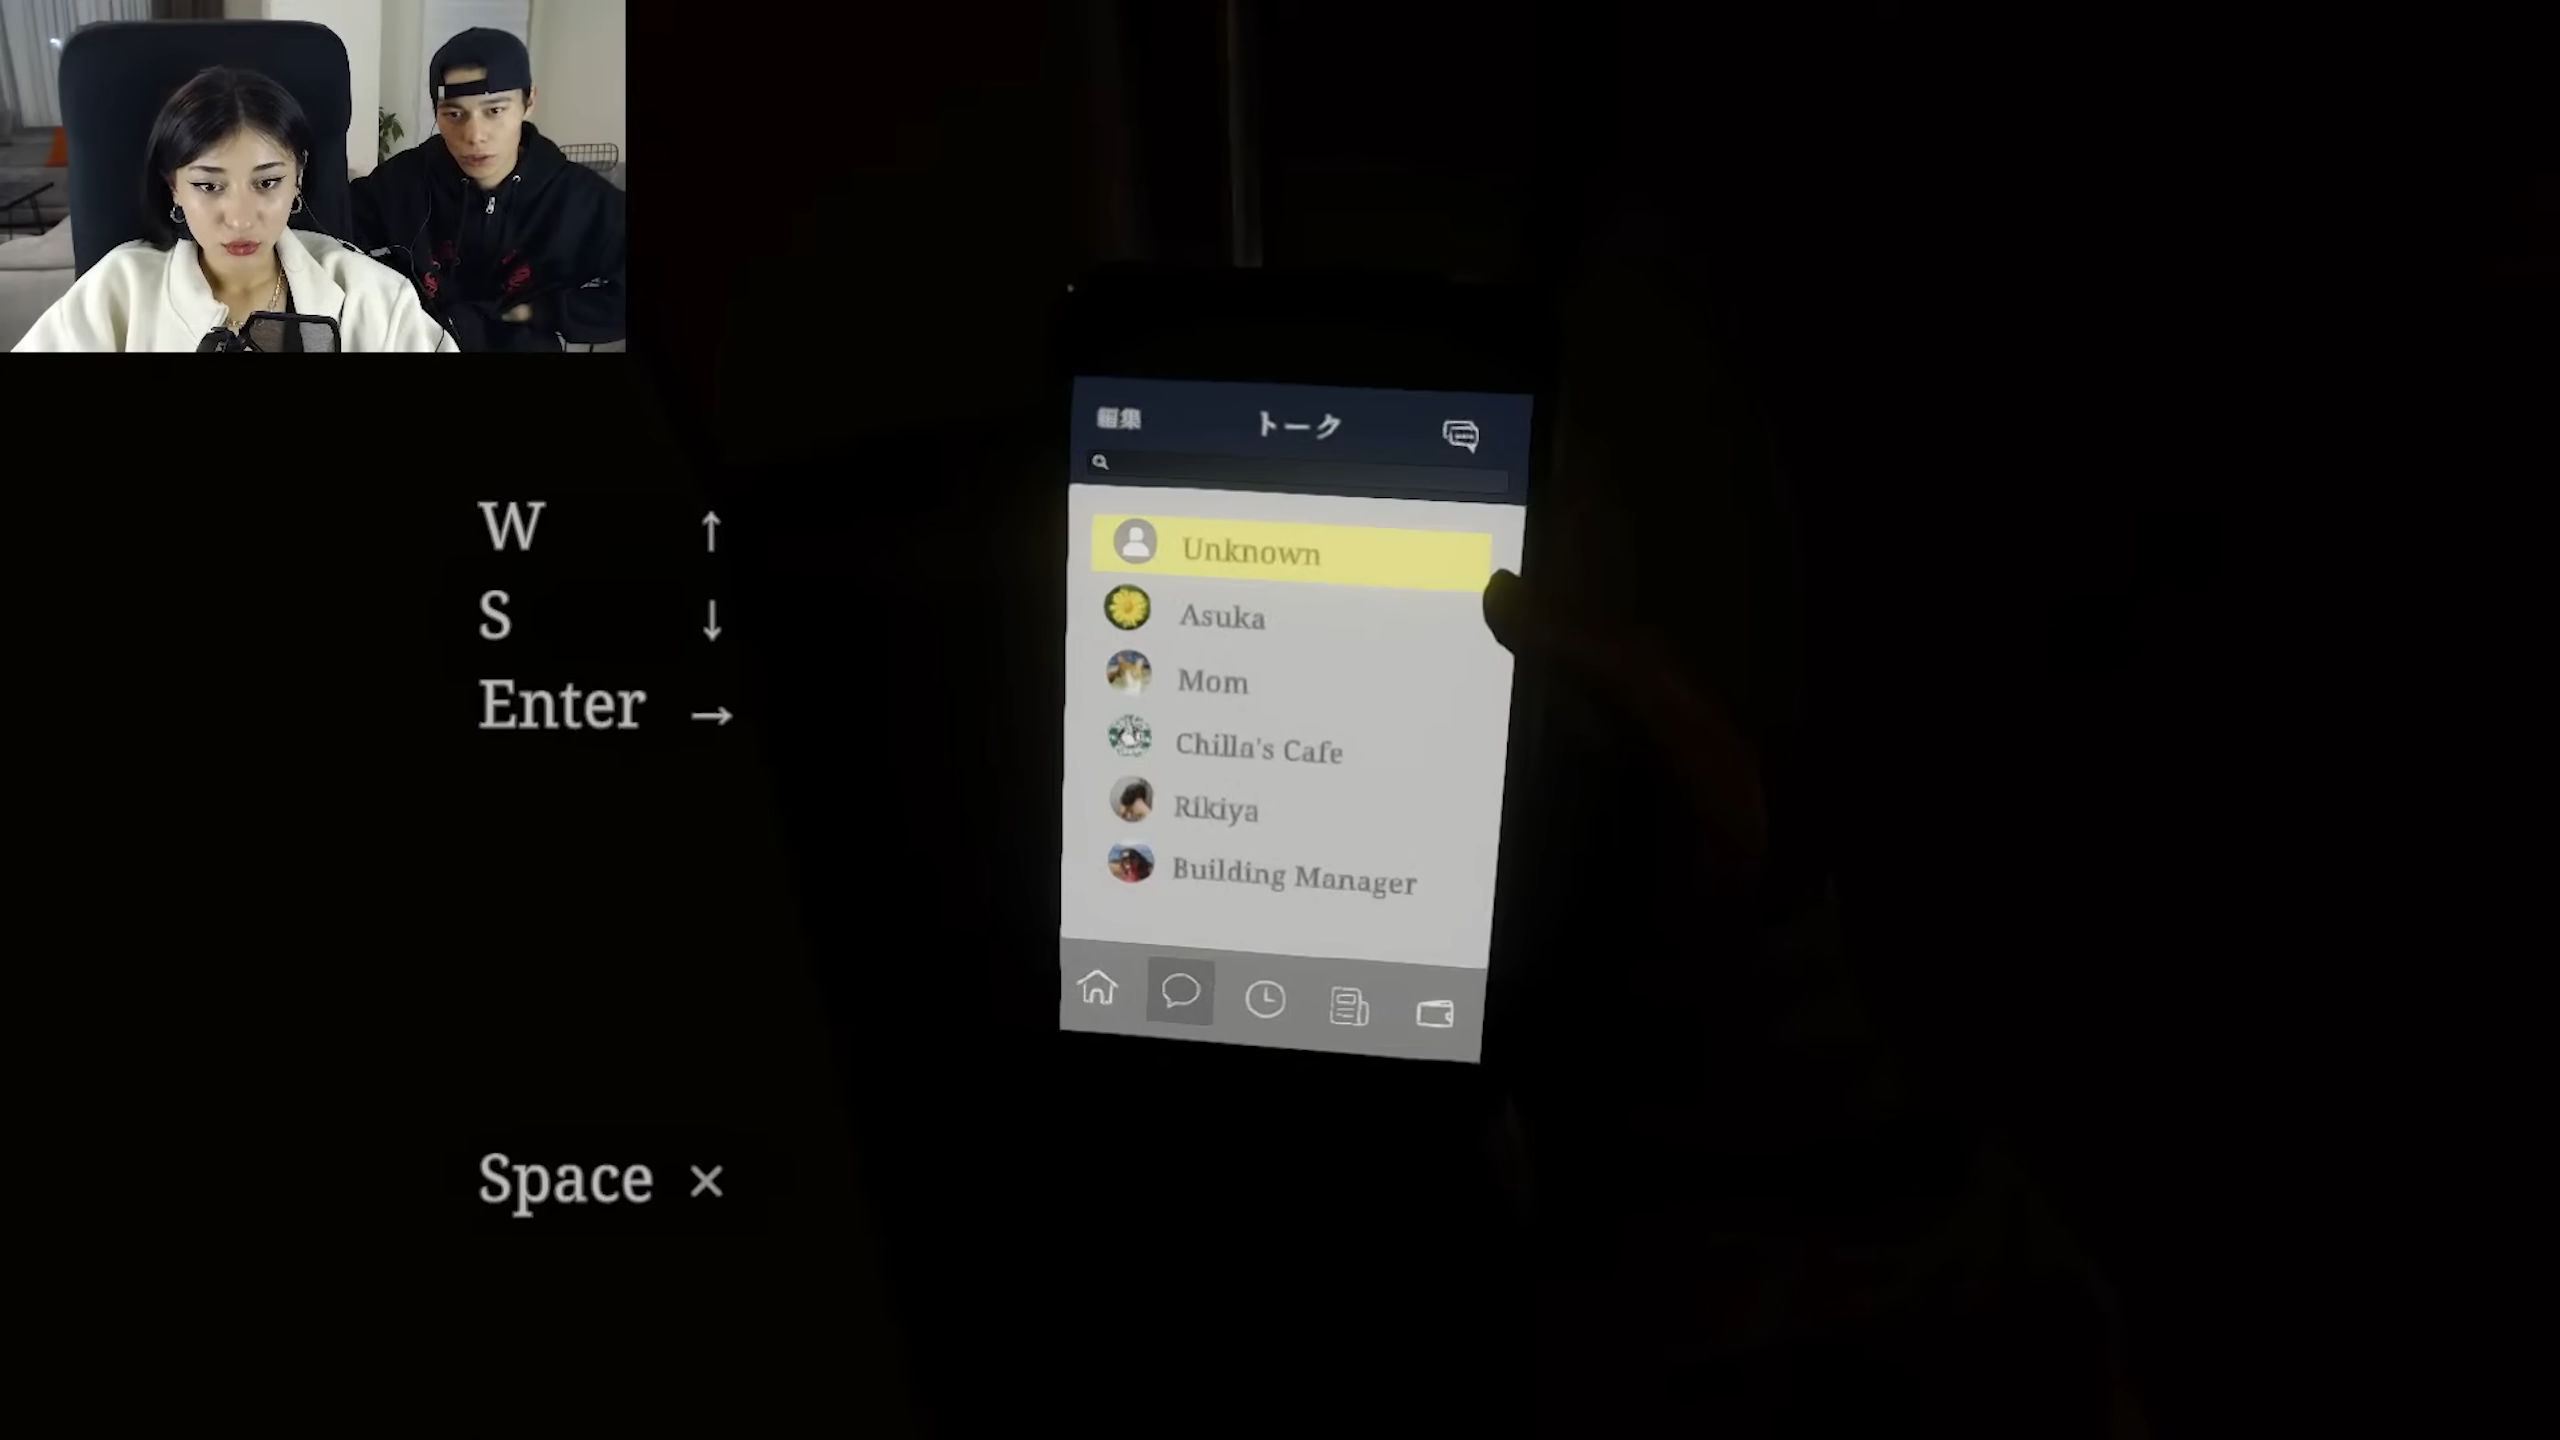 編集 トーク
Unknown
Asuka
Mom
Chilla's Cafe
Rikiya
Building Manager
W ↑
S ↓
Enter →
Space ×